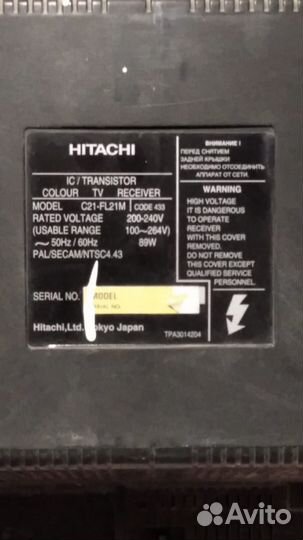 HITACHI
IC / TRANSISTOR
COLOUR TV RECEIVER
MODEL C21-FL21M CODE 433
RATED VOLTAGE 200-240V
(USABLE RANGE 100~264V)
~ 50Hz / 60Hz 89W
PAL/SECAM/NTSC4.43
SERIAL NO.
MODEL
SERIAL NO.
Hitachi,Ltd. Tokyo Japan
TPA3014204
ВНИМАНИЕ !
ПЕРЕД СНЯТИЕМ
ЗАДНЕЙ КРЫШКИ
НЕОБХОДИМО ОТСОЕДИНИТЬ
АППАРАТ ОТ СЕТИ.
WARNING
HIGH VOLTAGE
IT IS DANGEROUS
TO OPERATE
RECEIVER
WITH THIS COVER
REMOVED.
DO NOT REMOVE
THIS COVER EXCEPT
QUALIFIED SERVICE
PERSONNEL.
Avito